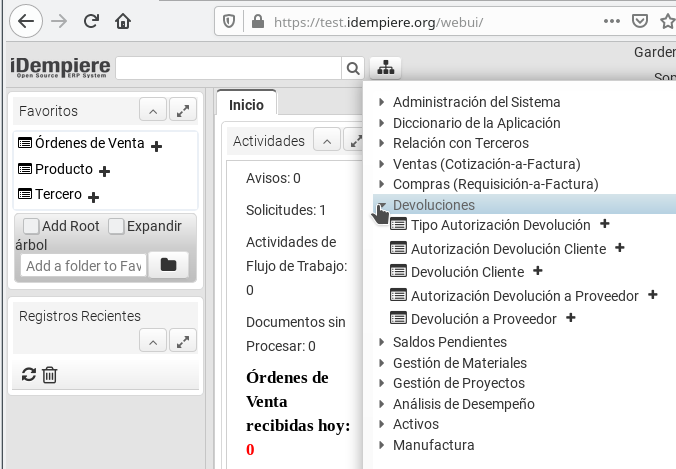 https://test.idempiere.org/webui/
iDempiere
Open Source ERP System
Garden
Favoritos
Órdenes de Venta
Producto
Tercero
Add Root Expandir
árbol
Add a folder to Fav
Registros Recientes
Inicio
Actividades
Avisos: 0
Solicitudes: 1
Actividades de
Flujo de Trabajo:
0
Documentos sin
Procesar: 0
Órdenes de
Venta
recibidas hoy:
0
Administración del Sistema
Diccionario de la Aplicación
Relación con Terceros
Ventas (Cotización-a-Factura)
Compras (Requisición-a-Factura)
Devoluciones
Tipo Autorización Devolución
Autorización Devolución Cliente
Devolución Cliente
Autorización Devolución a Proveedor
Devolución a Proveedor
Saldos Pendientes
Gestión de Materiales
Gestión de Proyectos
Análisis de Desempeño
Activos
Manufactura